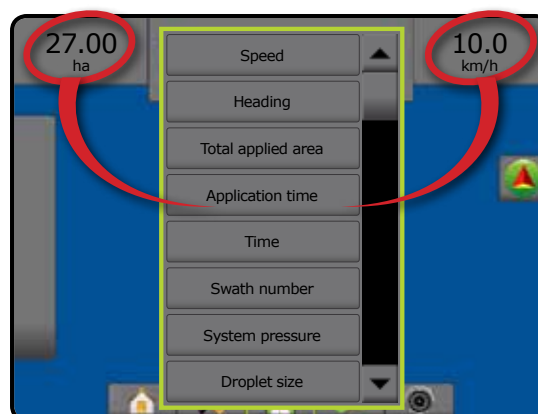 27.00
ha
10.0
km/h
Speed
Heading
Total applied area
Application time
Time
Swath number
System pressure
Droplet size